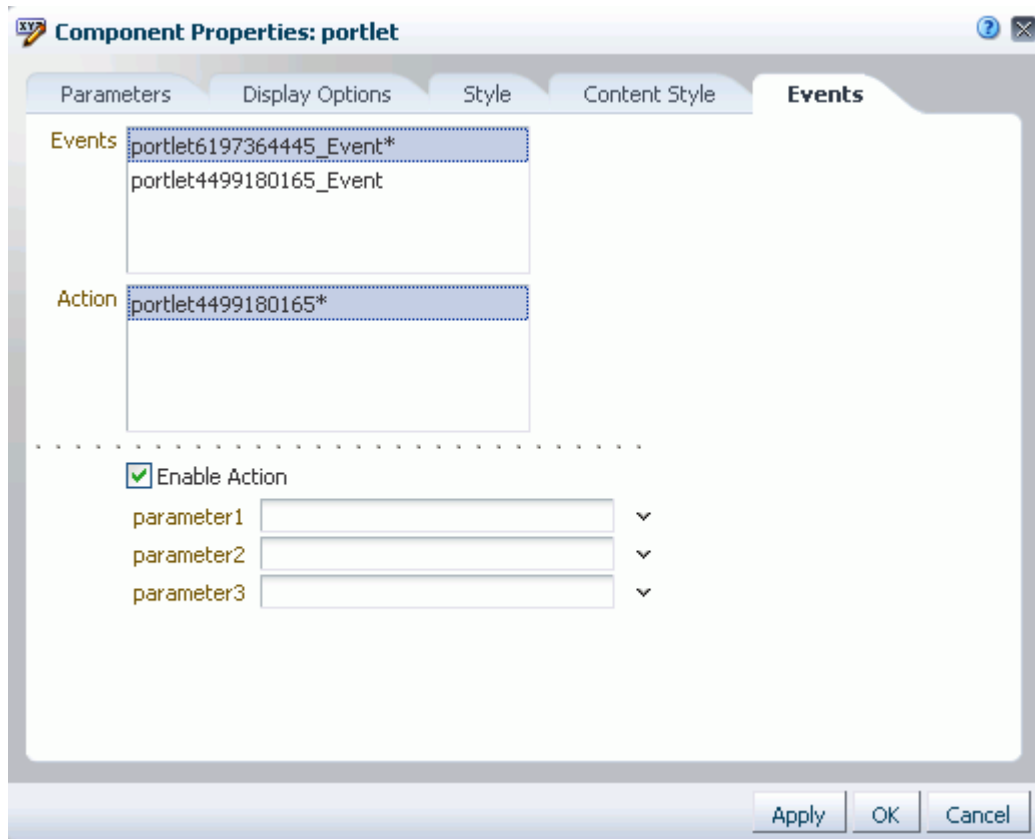 Component Properties: portlet
Parameters Display Options Style Content Style Events
Events portlet6197364445_Event*
portlet4499180165_Event
Action portlet4499180165*
Enable Action
parameter1
parameter2
parameter3
Apply OK Cancel